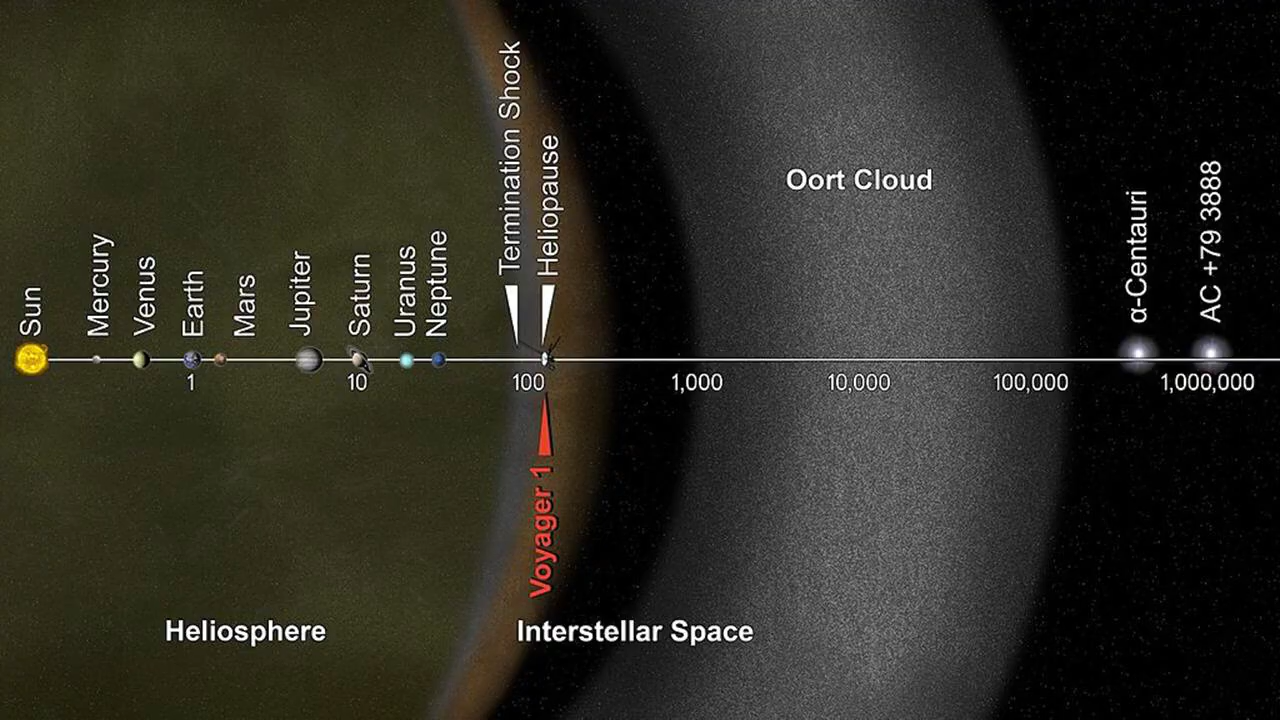 Sun
Mercury
Venus
Earth
Mars
Jupiter
Saturn
Uranus
Neptune
Termination Shock
Heliopause
Oort Cloud
α-Centauri
AC +79 3888
1
10
100
1,000
10,000
100,000
1,000,000
Voyager 1
Heliosphere
Interstellar Space